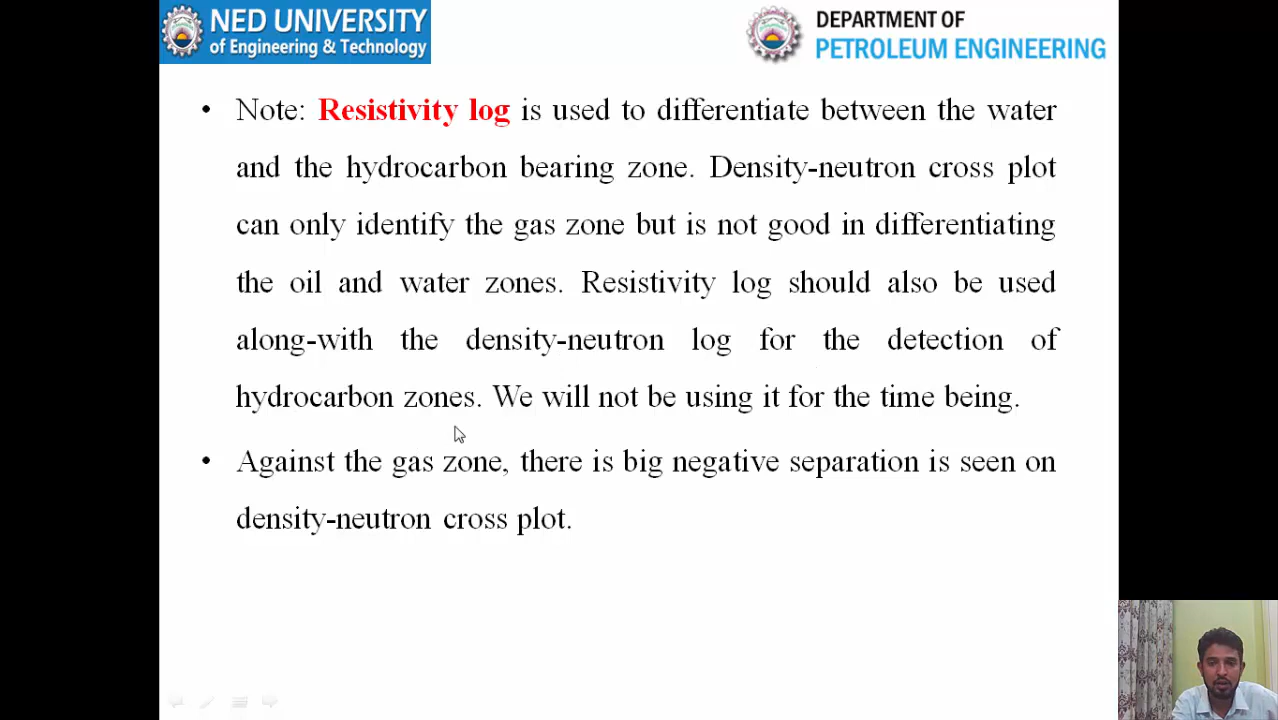 NED UNIVERSITY
of Engineering & Technology
DEPARTMENT OF
PETROLEUM ENGINEERING
• Note: Resistivity log is used to differentiate between the water
and the hydrocarbon bearing zone. Density-neutron cross plot
can only identify the gas zone but is not good in differentiating
the oil and water zones. Resistivity log should also be used
along-with the density-neutron log for the detection of
hydrocarbon zones. We will not be using it for the time being.
• Against the gas zone, there is big negative separation is seen on
density-neutron cross plot.